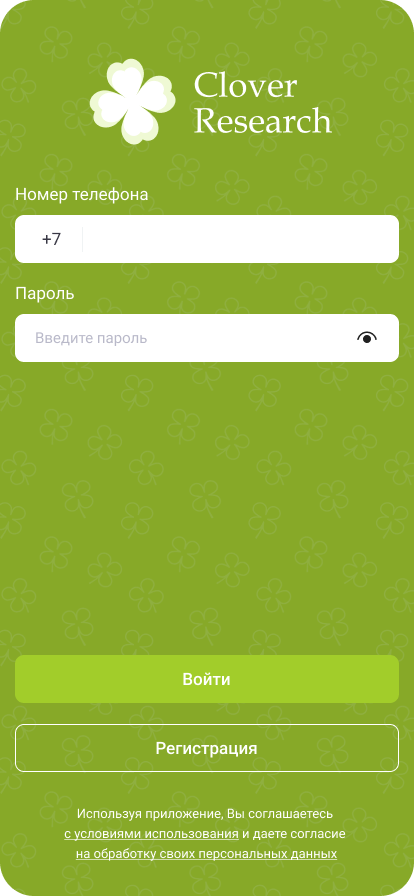 Clover
Research
Номер телефона
+7
Пароль
Введите пароль
Войти
Регистрация
Используя приложение, Вы соглашаетесь
с условиями использования и даете согласие
на обработку своих персональных данных